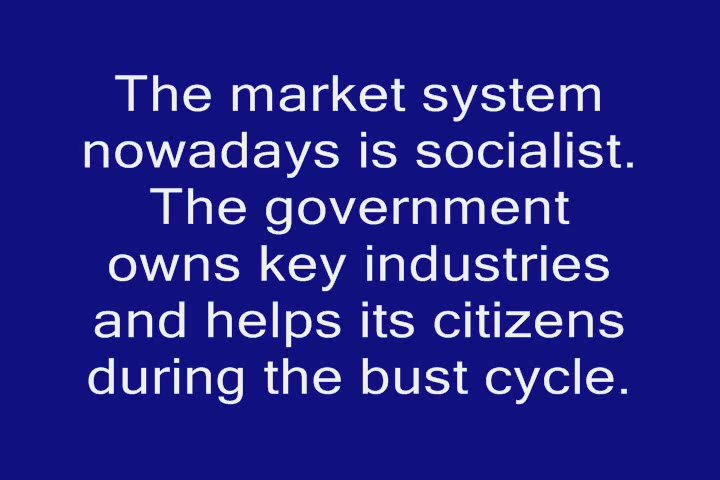 The market system
nowadays is socialist.
The government
owns key industries
and helps its citizens
during the bust cycle.